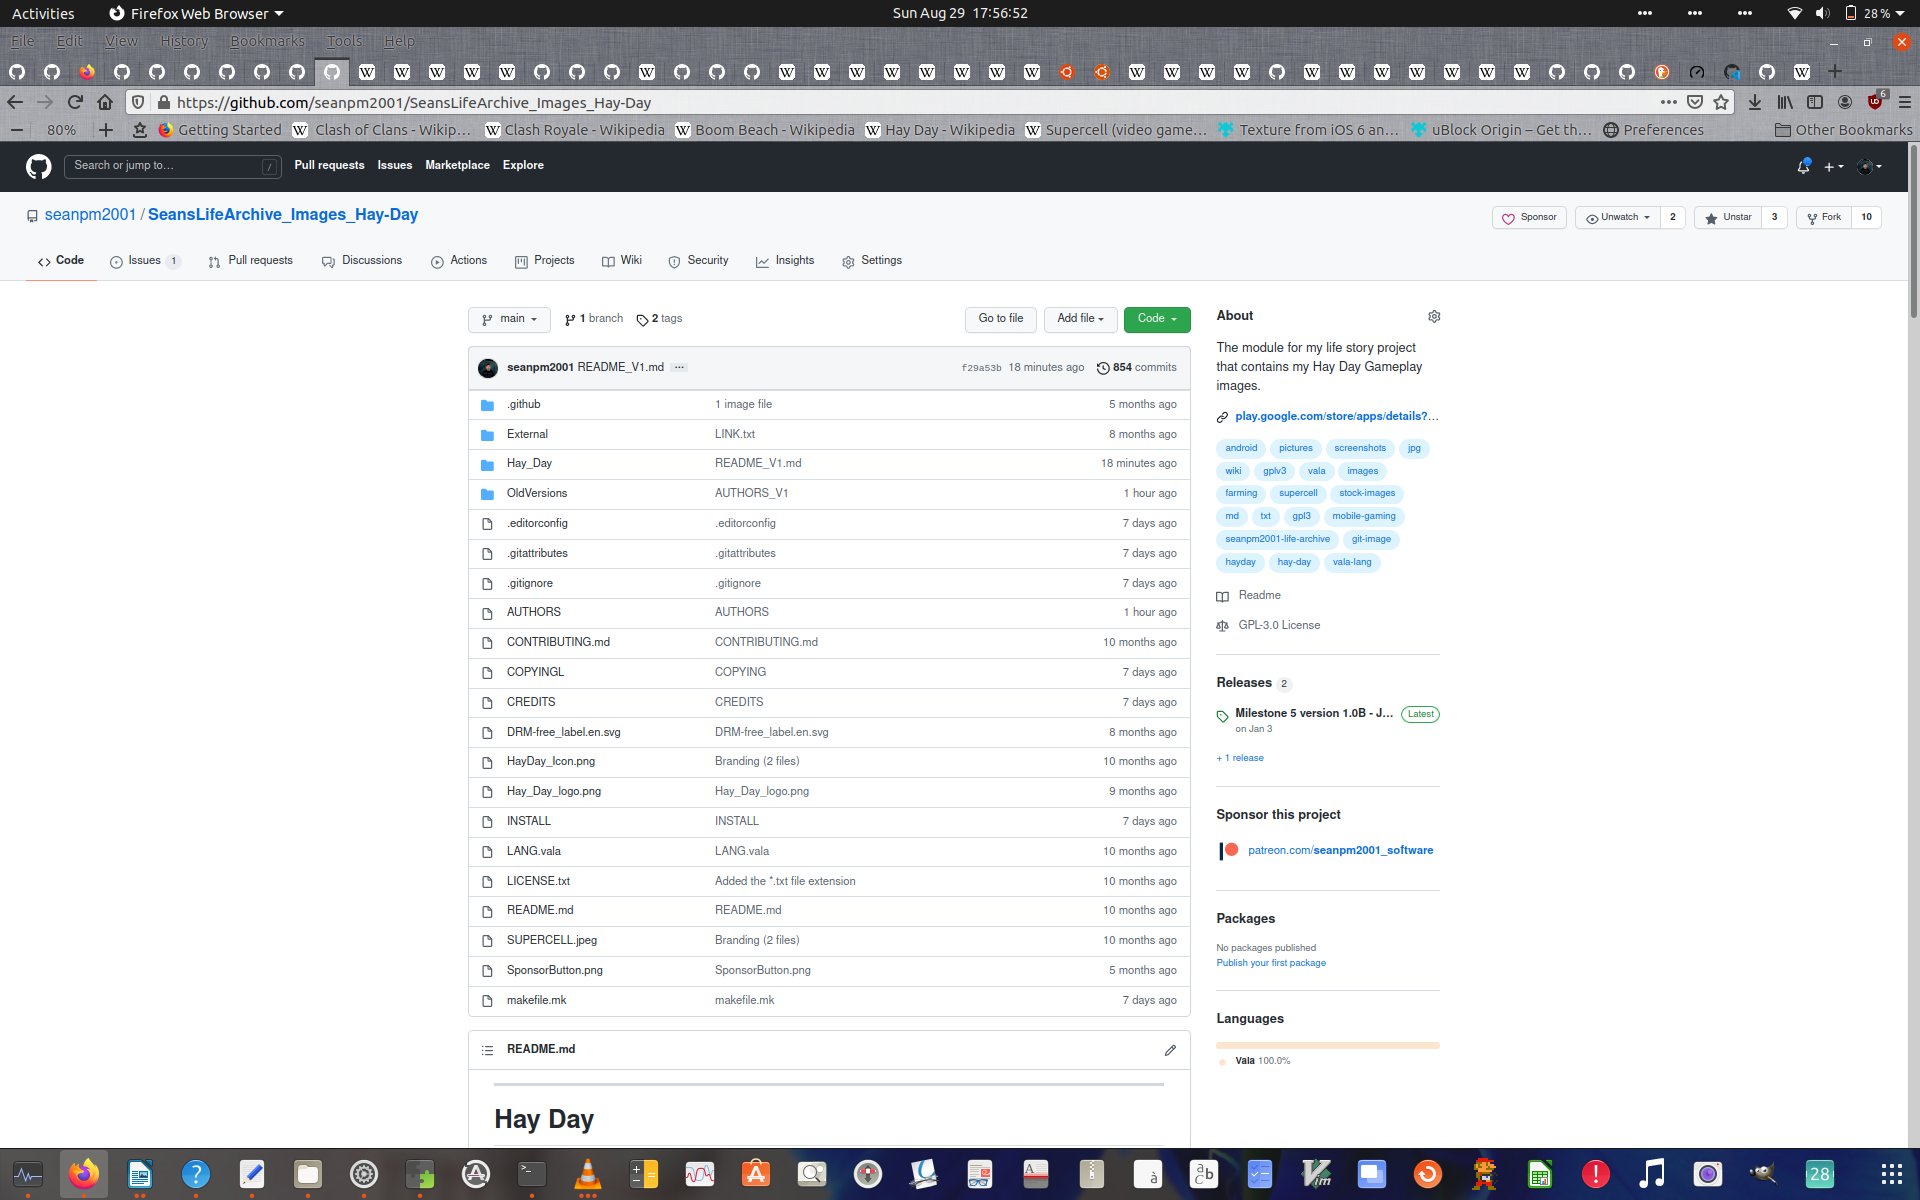 Activities Firefox Web Browser Sun Aug 29 17:56:52 28 %
File Edit View History Bookmarks Tools Help
https://github.com/seanpm2001/SeansLifeArchive_Images_Hay-Day 6
80% Getting Started Clash of Clans - Wikip… Clash Royale - Wikipedia Boom Beach - Wikipedia Hay Day - Wikipedia Supercell (video game… Texture from iOS 6 an… uBlock Origin – Get th… Preferences Other Bookmarks
Search or jump to… / Pull requests Issues Marketplace Explore
seanpm2001 / SeansLifeArchive_Images_Hay-Day Sponsor Unwatch 2 Unstar 3 Fork 10
Code Issues 1 Pull requests Discussions Actions Projects Wiki Security Insights Settings
main 1 branch 2 tags Go to file Add file Code
seanpm2001 README_V1.md ··· f29a53b 18 minutes ago 854 commits
.github 1 image file 5 months ago
External LINK.txt 8 months ago
Hay_Day README_V1.md 18 minutes ago
OldVersions AUTHORS_V1 1 hour ago
.editorconfig .editorconfig 7 days ago
.gitattributes .gitattributes 7 days ago
.gitignore .gitignore 7 days ago
AUTHORS AUTHORS 1 hour ago
CONTRIBUTING.md CONTRIBUTING.md 10 months ago
COPYINGL COPYING 7 days ago
CREDITS CREDITS 7 days ago
DRM-free_label.en.svg DRM-free_label.en.svg 8 months ago
HayDay_Icon.png Branding (2 files) 10 months ago
Hay_Day_logo.png Hay_Day_logo.png 9 months ago
INSTALL INSTALL 7 days ago
LANG.vala LANG.vala 10 months ago
LICENSE.txt Added the *.txt file extension 10 months ago
README.md README.md 10 months ago
SUPERCELL.jpeg Branding (2 files) 10 months ago
SponsorButton.png SponsorButton.png 5 months ago
makefile.mk makefile.mk 7 days ago
README.md
Hay Day
About
The module for my life story project
that contains my Hay Day Gameplay
images.
play.google.com/store/apps/details?…
android pictures screenshots jpg
wiki gplv3 vala images
farming supercell stock-images
md txt gpl3 mobile-gaming
seanpm2001-life-archive git-image
hayday hay-day vala-lang
Readme
GPL-3.0 License
Releases 2
Milestone 5 version 1.0B - J… Latest
on Jan 3
+ 1 release
Sponsor this project
patreon.com/seanpm2001_software
Packages
No packages published
Publish your first package
Languages
Vala 100.0%
28